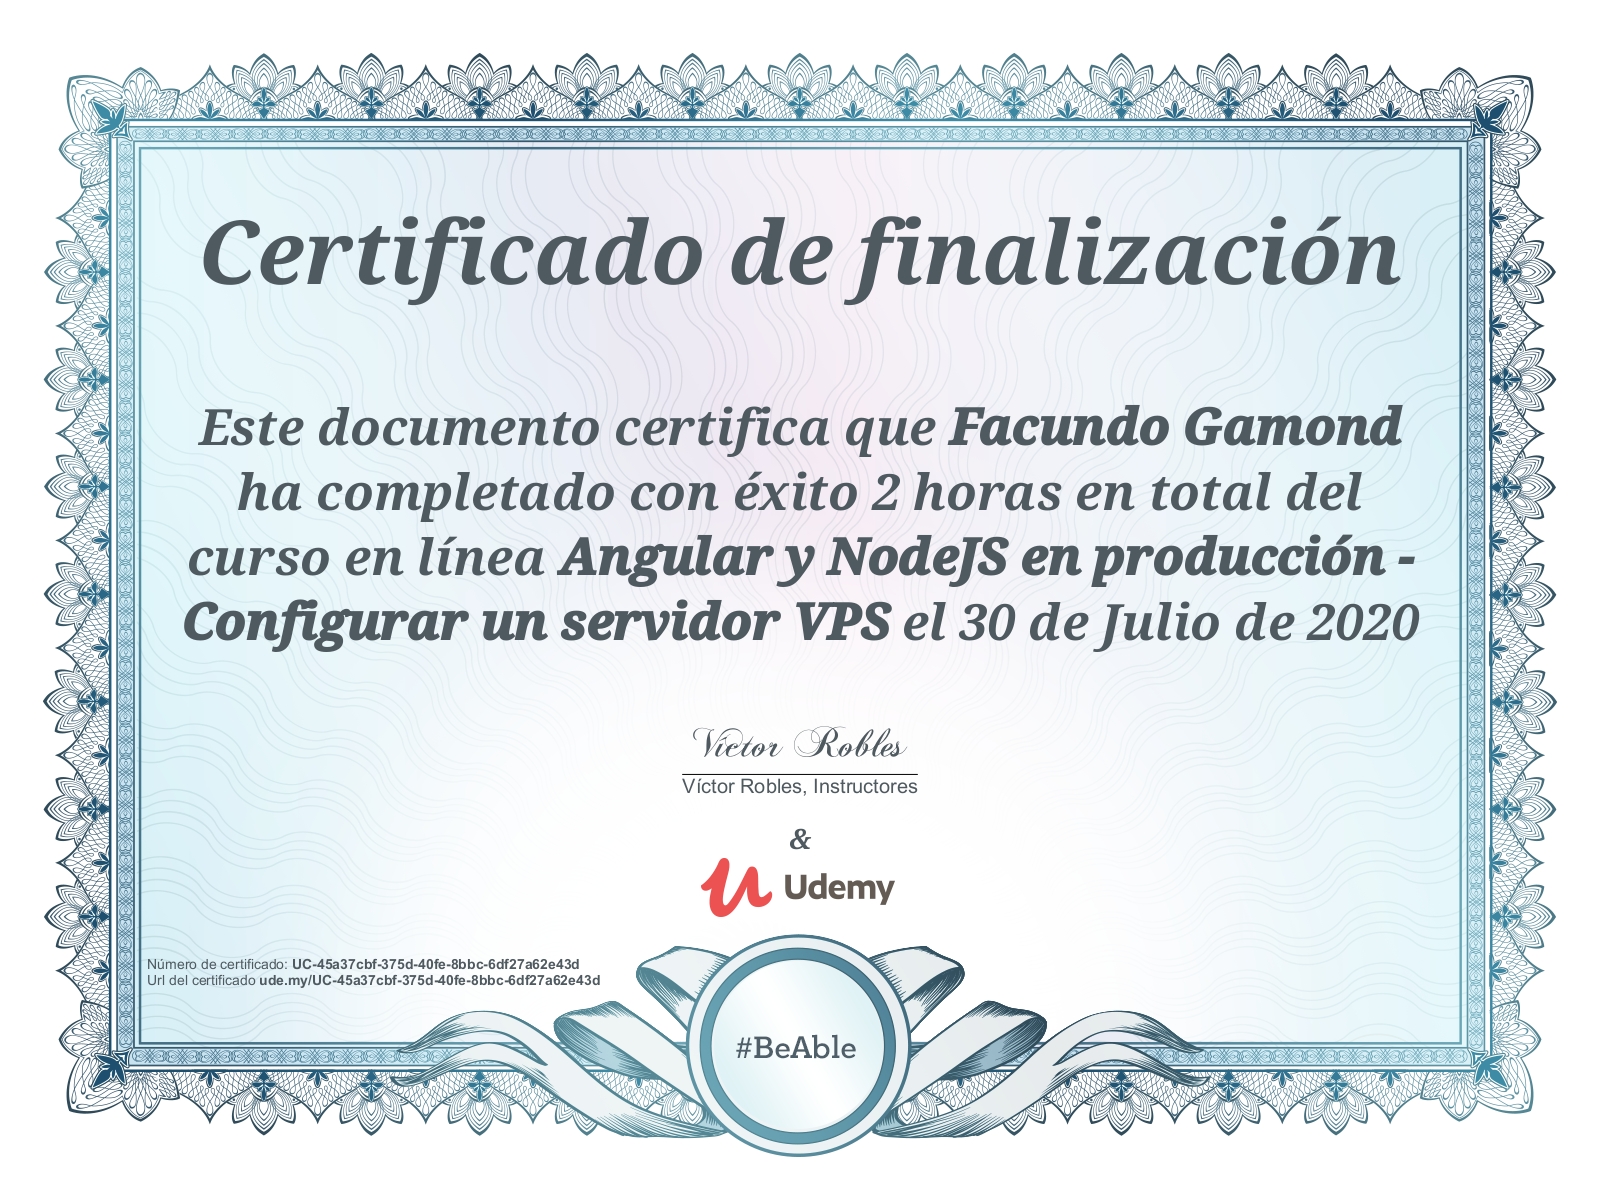 Certificado de finalización
Este documento certifica que Facundo Gamond
ha completado con éxito 2 horas en total del
curso en línea Angular y NodeJS en producción -
Configurar un servidor VPS el 30 de Julio de 2020
Víctor Robles
Víctor Robles, Instructores
&
Udemy
Número de certificado: UC-45a37cbf-375d-40fe-8bbc-6df27a62e43d
Url del certificado ude.my/UC-45a37cbf-375d-40fe-8bbc-6df27a62e43d
#BeAble